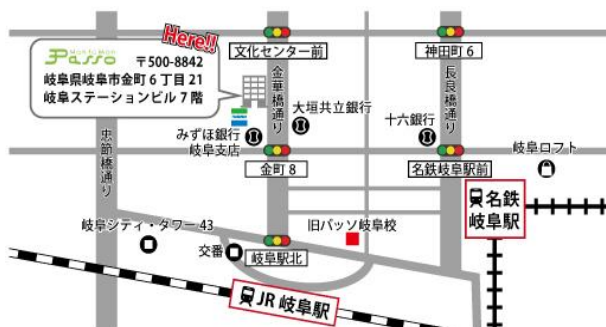 Here!!
Man to Man
Passo 〒500-8842
岐阜県岐阜市金町6丁目21
岐阜ステーションビル7階
文化センター前
神田町6
金華橋通り
長良橋通り
忠節橋通り
大垣共立銀行
みずほ銀行
岐阜支店
十六銀行
岐阜ロフト
金町8
名鉄岐阜駅前
名鉄
岐阜駅
岐阜シティ・タワー43
交番
旧パッソ岐阜校
岐阜駅北
JR岐阜駅